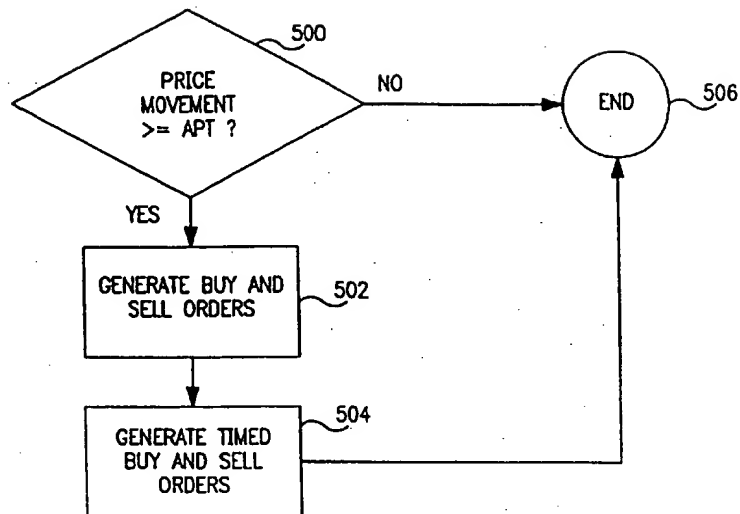 500
PRICE
MOVEMENT
>= APT ?
NO
END
506
YES
GENERATE BUY AND
SELL ORDERS
502
504
GENERATE TIMED
BUY AND SELL
ORDERS